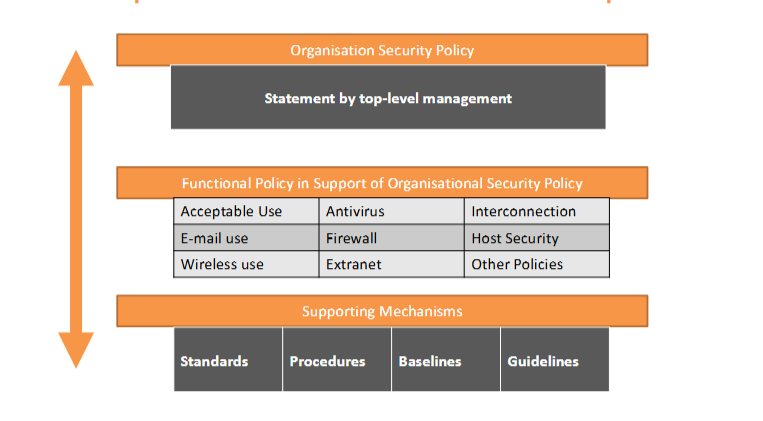 Organisation Security Policy
Statement by top-level management
Functional Policy in Support of Organisational Security Policy
Acceptable Use Antivirus Interconnection
E-mail use Firewall Host Security
Wireless use Extranet Other Policies
Supporting Mechanisms
Standards Procedures Baselines Guidelines